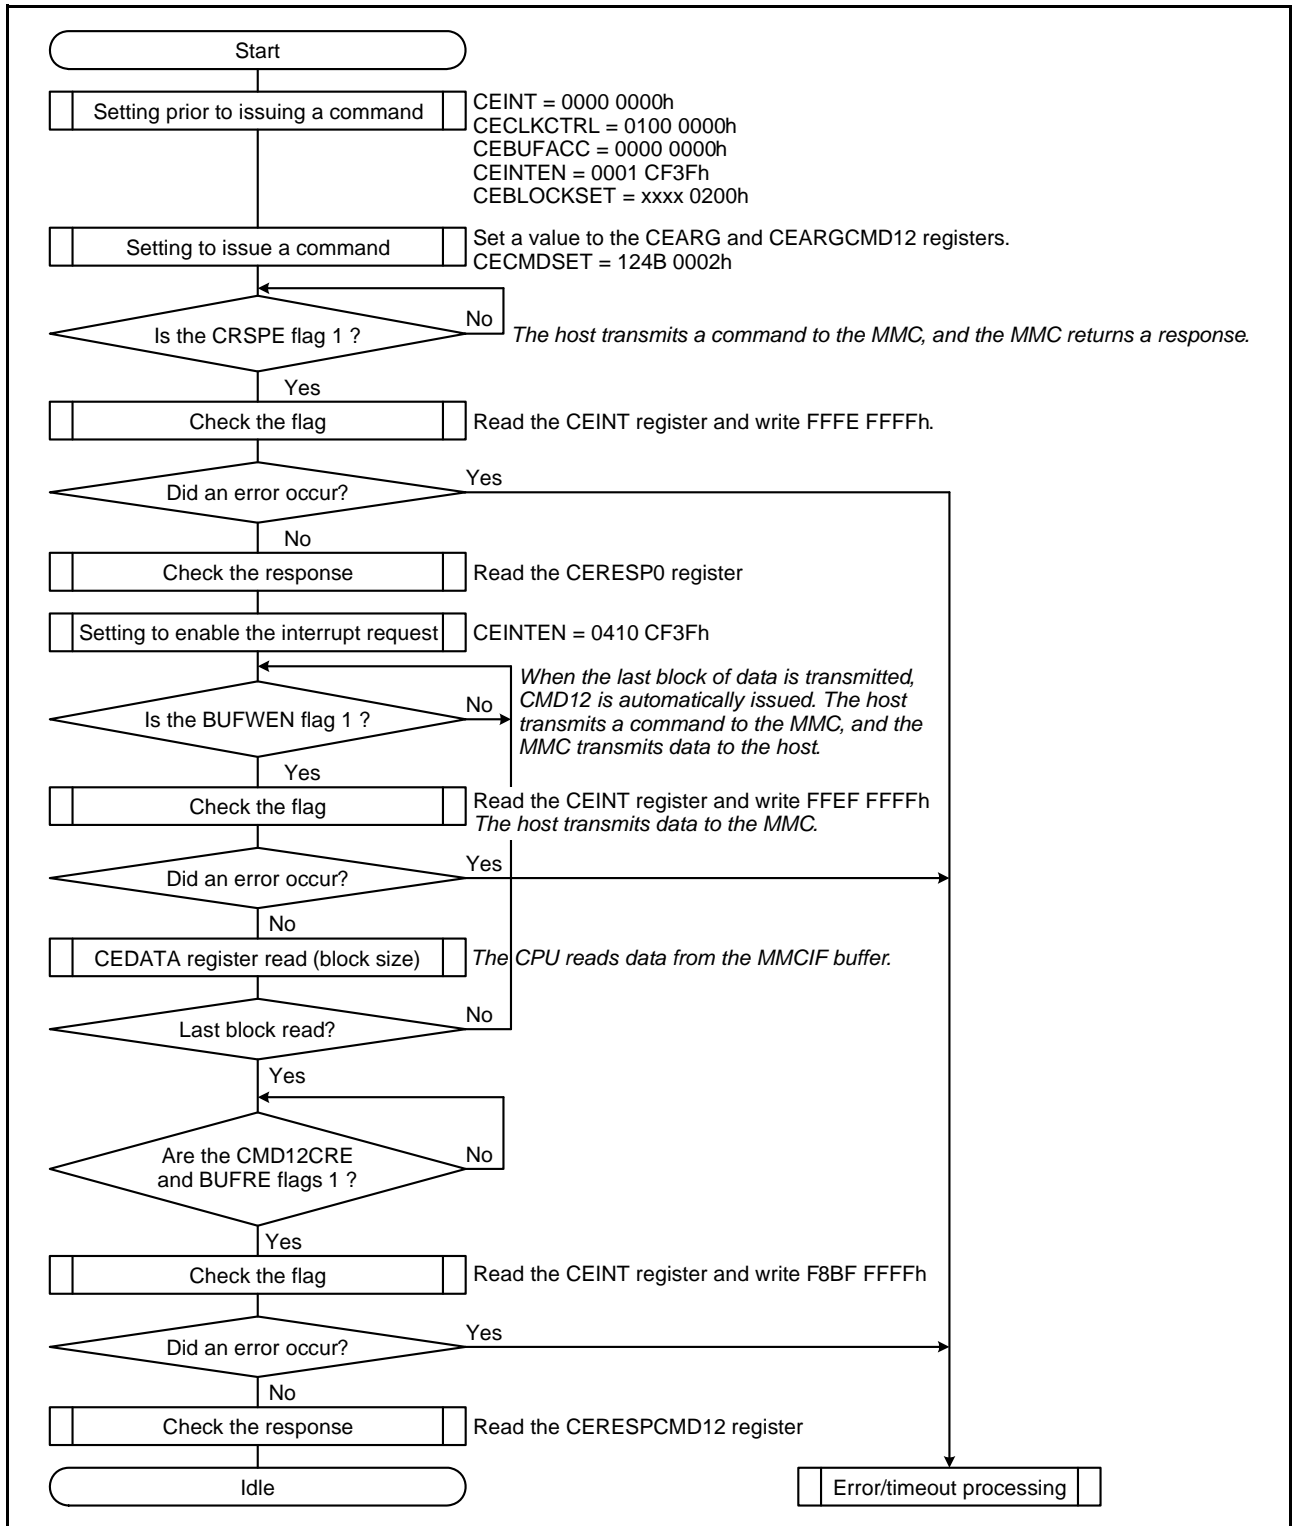 Start
Setting prior to issuing a command
CEINT = 0000 0000h
CECLKCTRL = 0100 0000h
CEBUFACC = 0000 0000h
CEINTEN = 0001 CF3Fh
CEBLOCKSET = xxxx 0200h
Setting to issue a command
Set a value to the CEARG and CEARGCMD12 registers.
CECMDSET = 124B 0002h
Is the CRSPE flag 1 ?
No
The host transmits a command to the MMC, and the MMC returns a response.
Yes
Check the flag
Read the CEINT register and write FFFE FFFFh.
Did an error occur?
Yes
No
Check the response
Read the CERESP0 register
Setting to enable the interrupt request
CEINTEN = 0410 CF3Fh
When the last block of data is transmitted,
CMD12 is automatically issued. The host
transmits a command to the MMC, and the
MMC transmits data to the host.
Is the BUFWEN flag 1 ?
No
Yes
Check the flag
Read the CEINT register and write FFEF FFFFh
The host transmits data to the MMC.
Did an error occur?
Yes
No
CEDATA register read (block size)
The CPU reads data from the MMCIF buffer.
Last block read?
No
Yes
Are the CMD12CRE
and BUFRE flags 1 ?
No
Yes
Check the flag
Read the CEINT register and write F8BF FFFFh
Did an error occur?
Yes
No
Check the response
Read the CERESPCMD12 register
Idle
Error/timeout processing